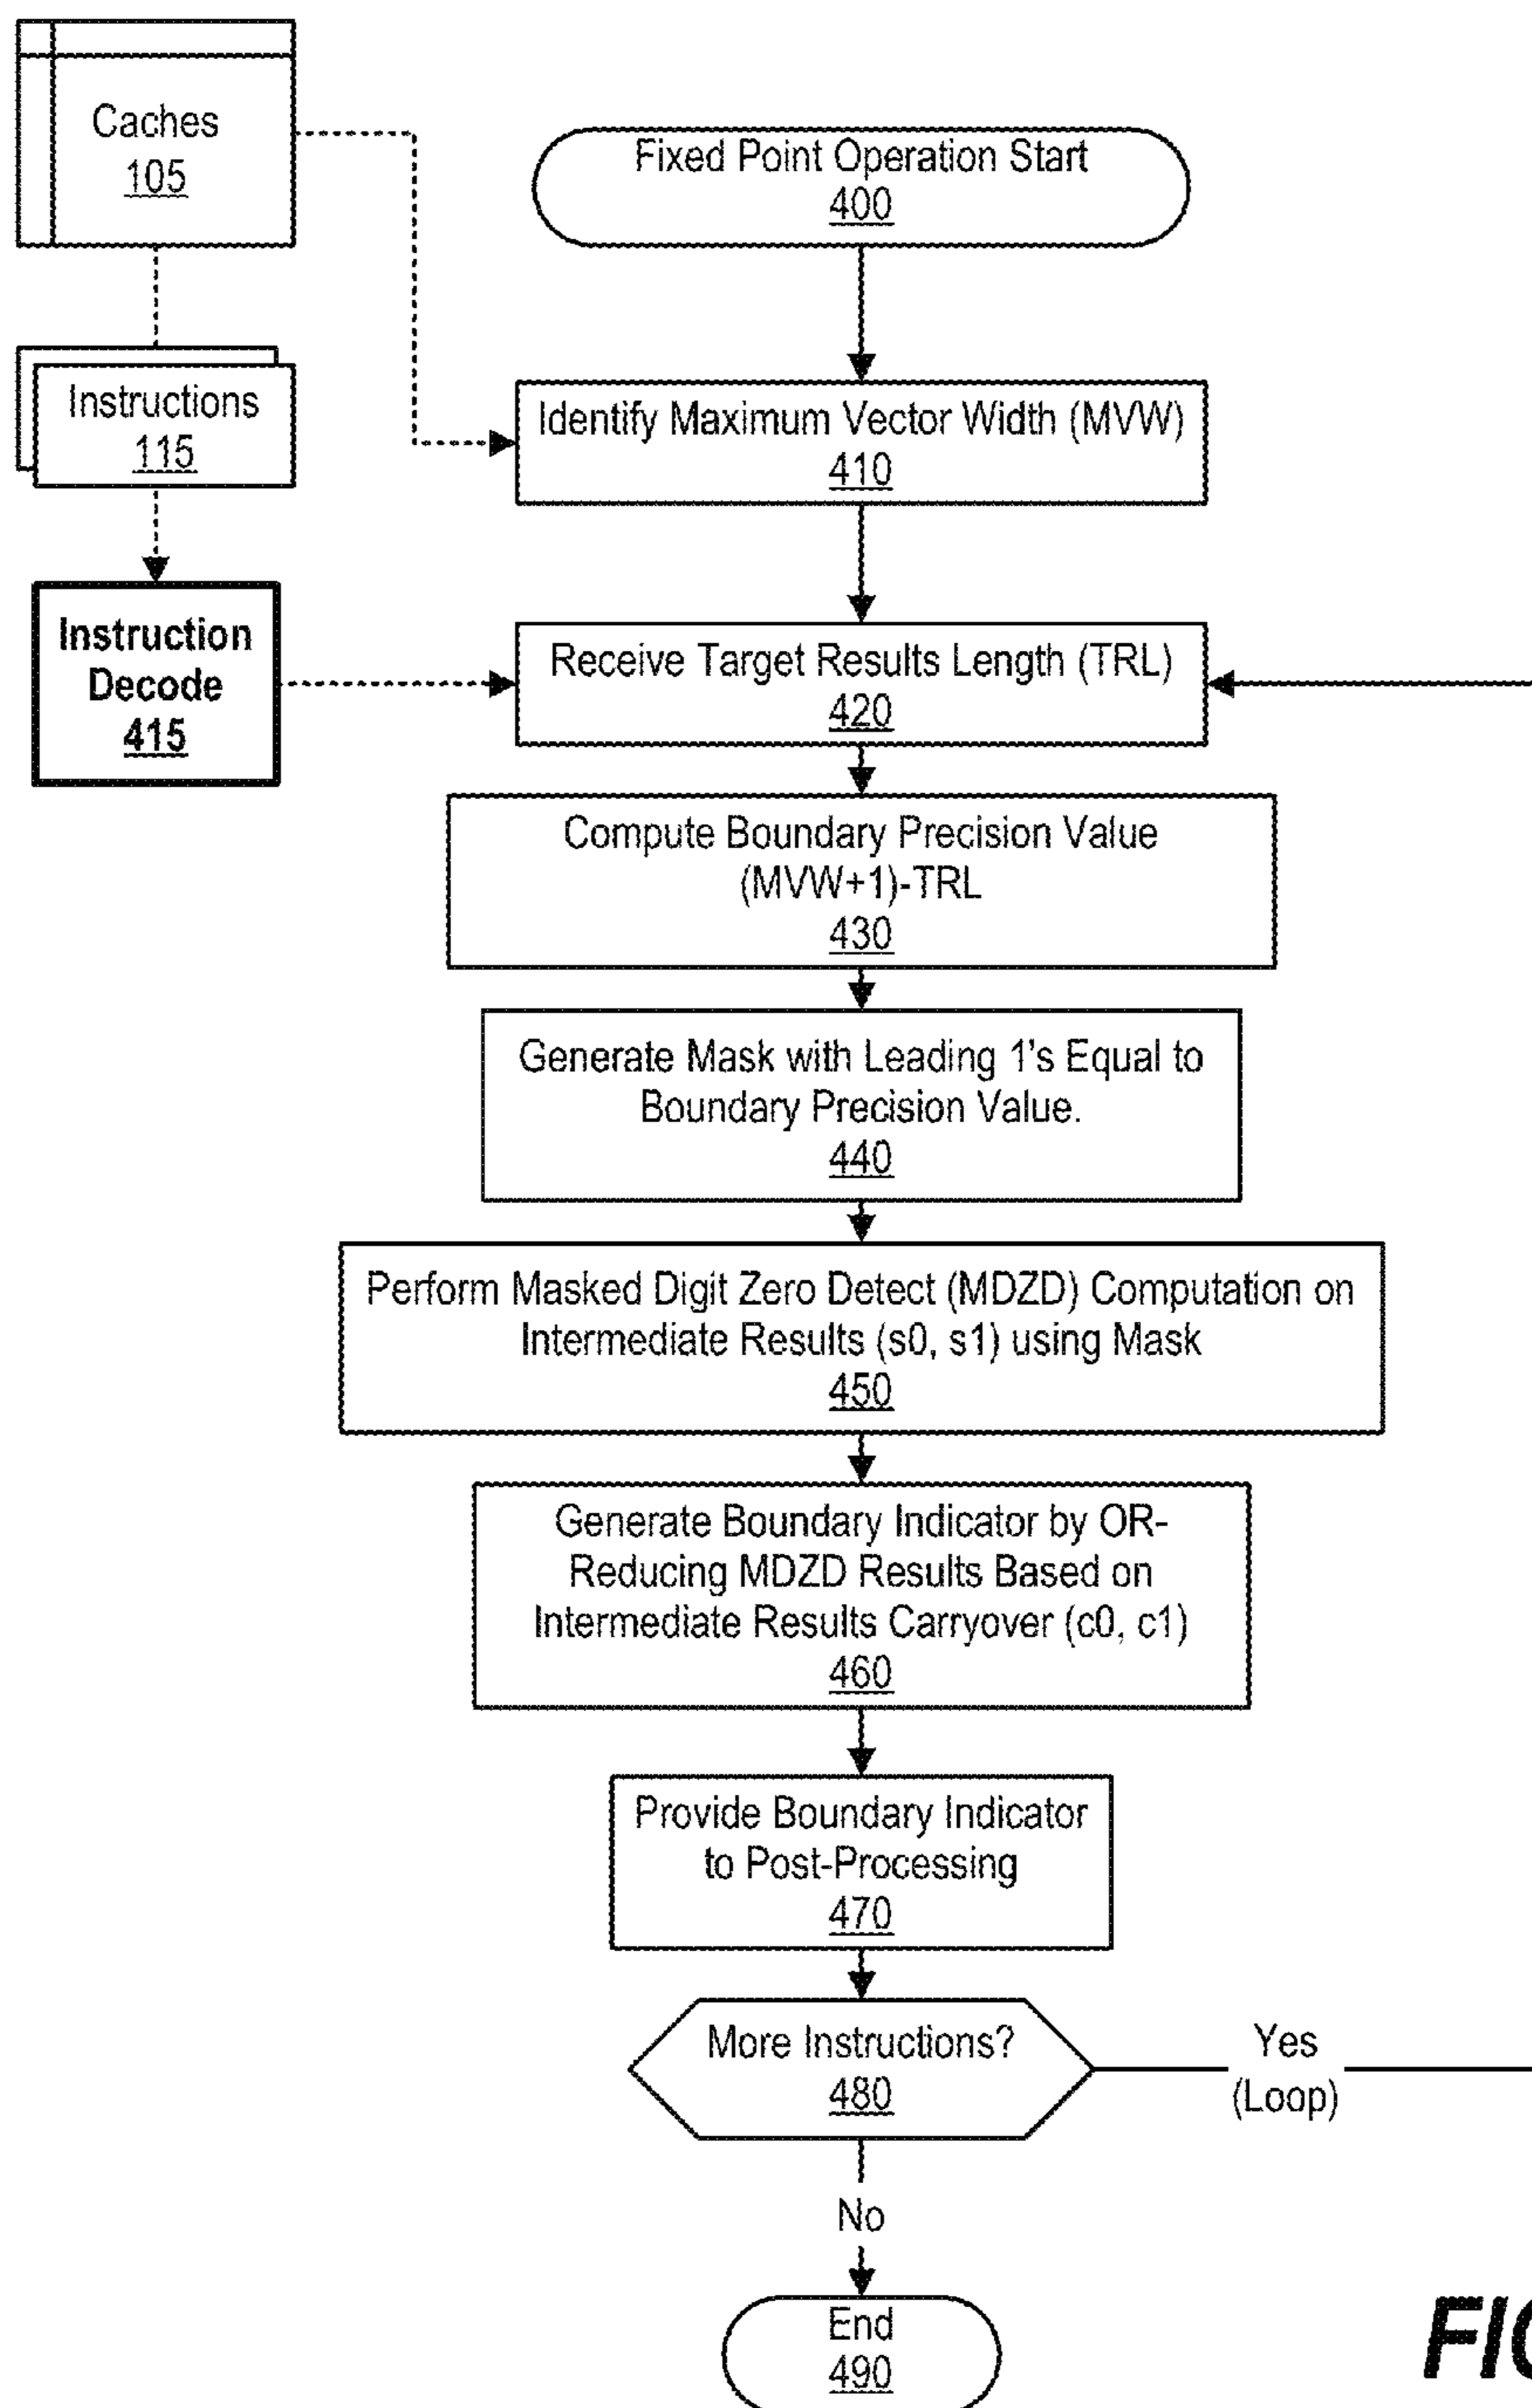 Caches
105
Fixed Point Operation Start
400
Instructions
115
Identify Maximum Vector Width (MVW)
410
Instruction
Decode
415
Receive Target Results Length (TRL)
420
Compute Boundary Precision Value
(MVW+1)-TRL
430
Generate Mask with Leading 1's Equal to
Boundary Precision Value.
440
Perform Masked Digit Zero Detect (MDZD) Computation on
Intermediate Results (s0, s1) using Mask
450
Generate Boundary Indicator by OR-
Reducing MDZD Results Based on
Intermediate Results Carryover (c0, c1)
460
Provide Boundary Indicator
to Post-Processing
470
More Instructions?
480
Yes
(Loop)
No
End
490